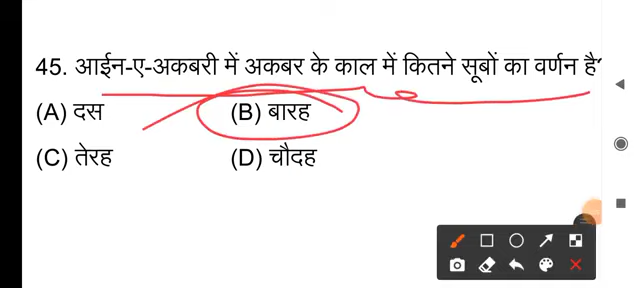 45. आईन-ए-अकबरी में अकबर के काल में कितने सूबों का वर्णन है?
(A) दस (B) बारह
(C) तेरह (D) चौदह